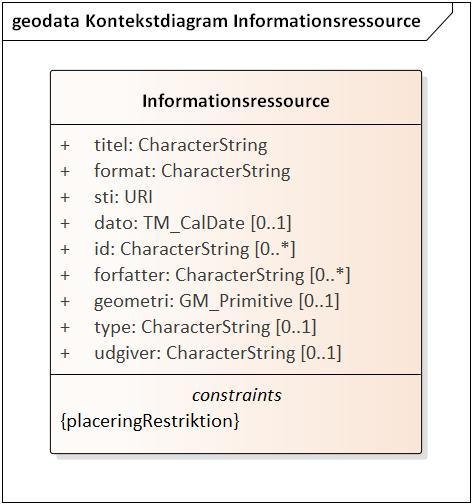 geodata Kontekstdiagram Informationsressource
Informationsressource
+ titel: CharacterString
+ format: CharacterString
+ sti: URI
+ dato: TM_CalDate [0..1]
+ id: CharacterString [0..*]
+ forfatter: CharacterString [0..*]
+ geometri: GM_Primitive [0..1]
+ type: CharacterString [0..1]
+ udgiver: CharacterString [0..1]
constraints
{placeringRestriktion}